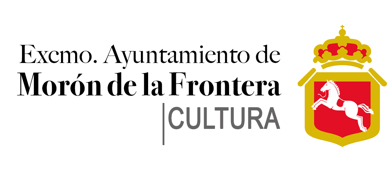 Excmo. Ayuntamiento de
Morón de la Frontera
CULTURA